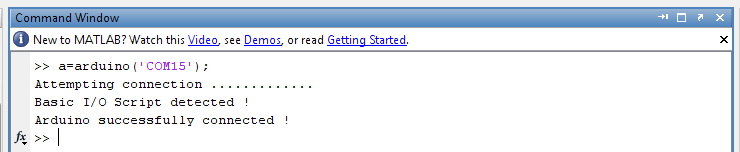 Command Window
New to MATLAB? Watch this Video, see Demos, or read Getting Started.
>> a=arduino('COM15');
Attempting connection .............
Basic I/O Script detected !
Arduino successfully connected !
fx >>